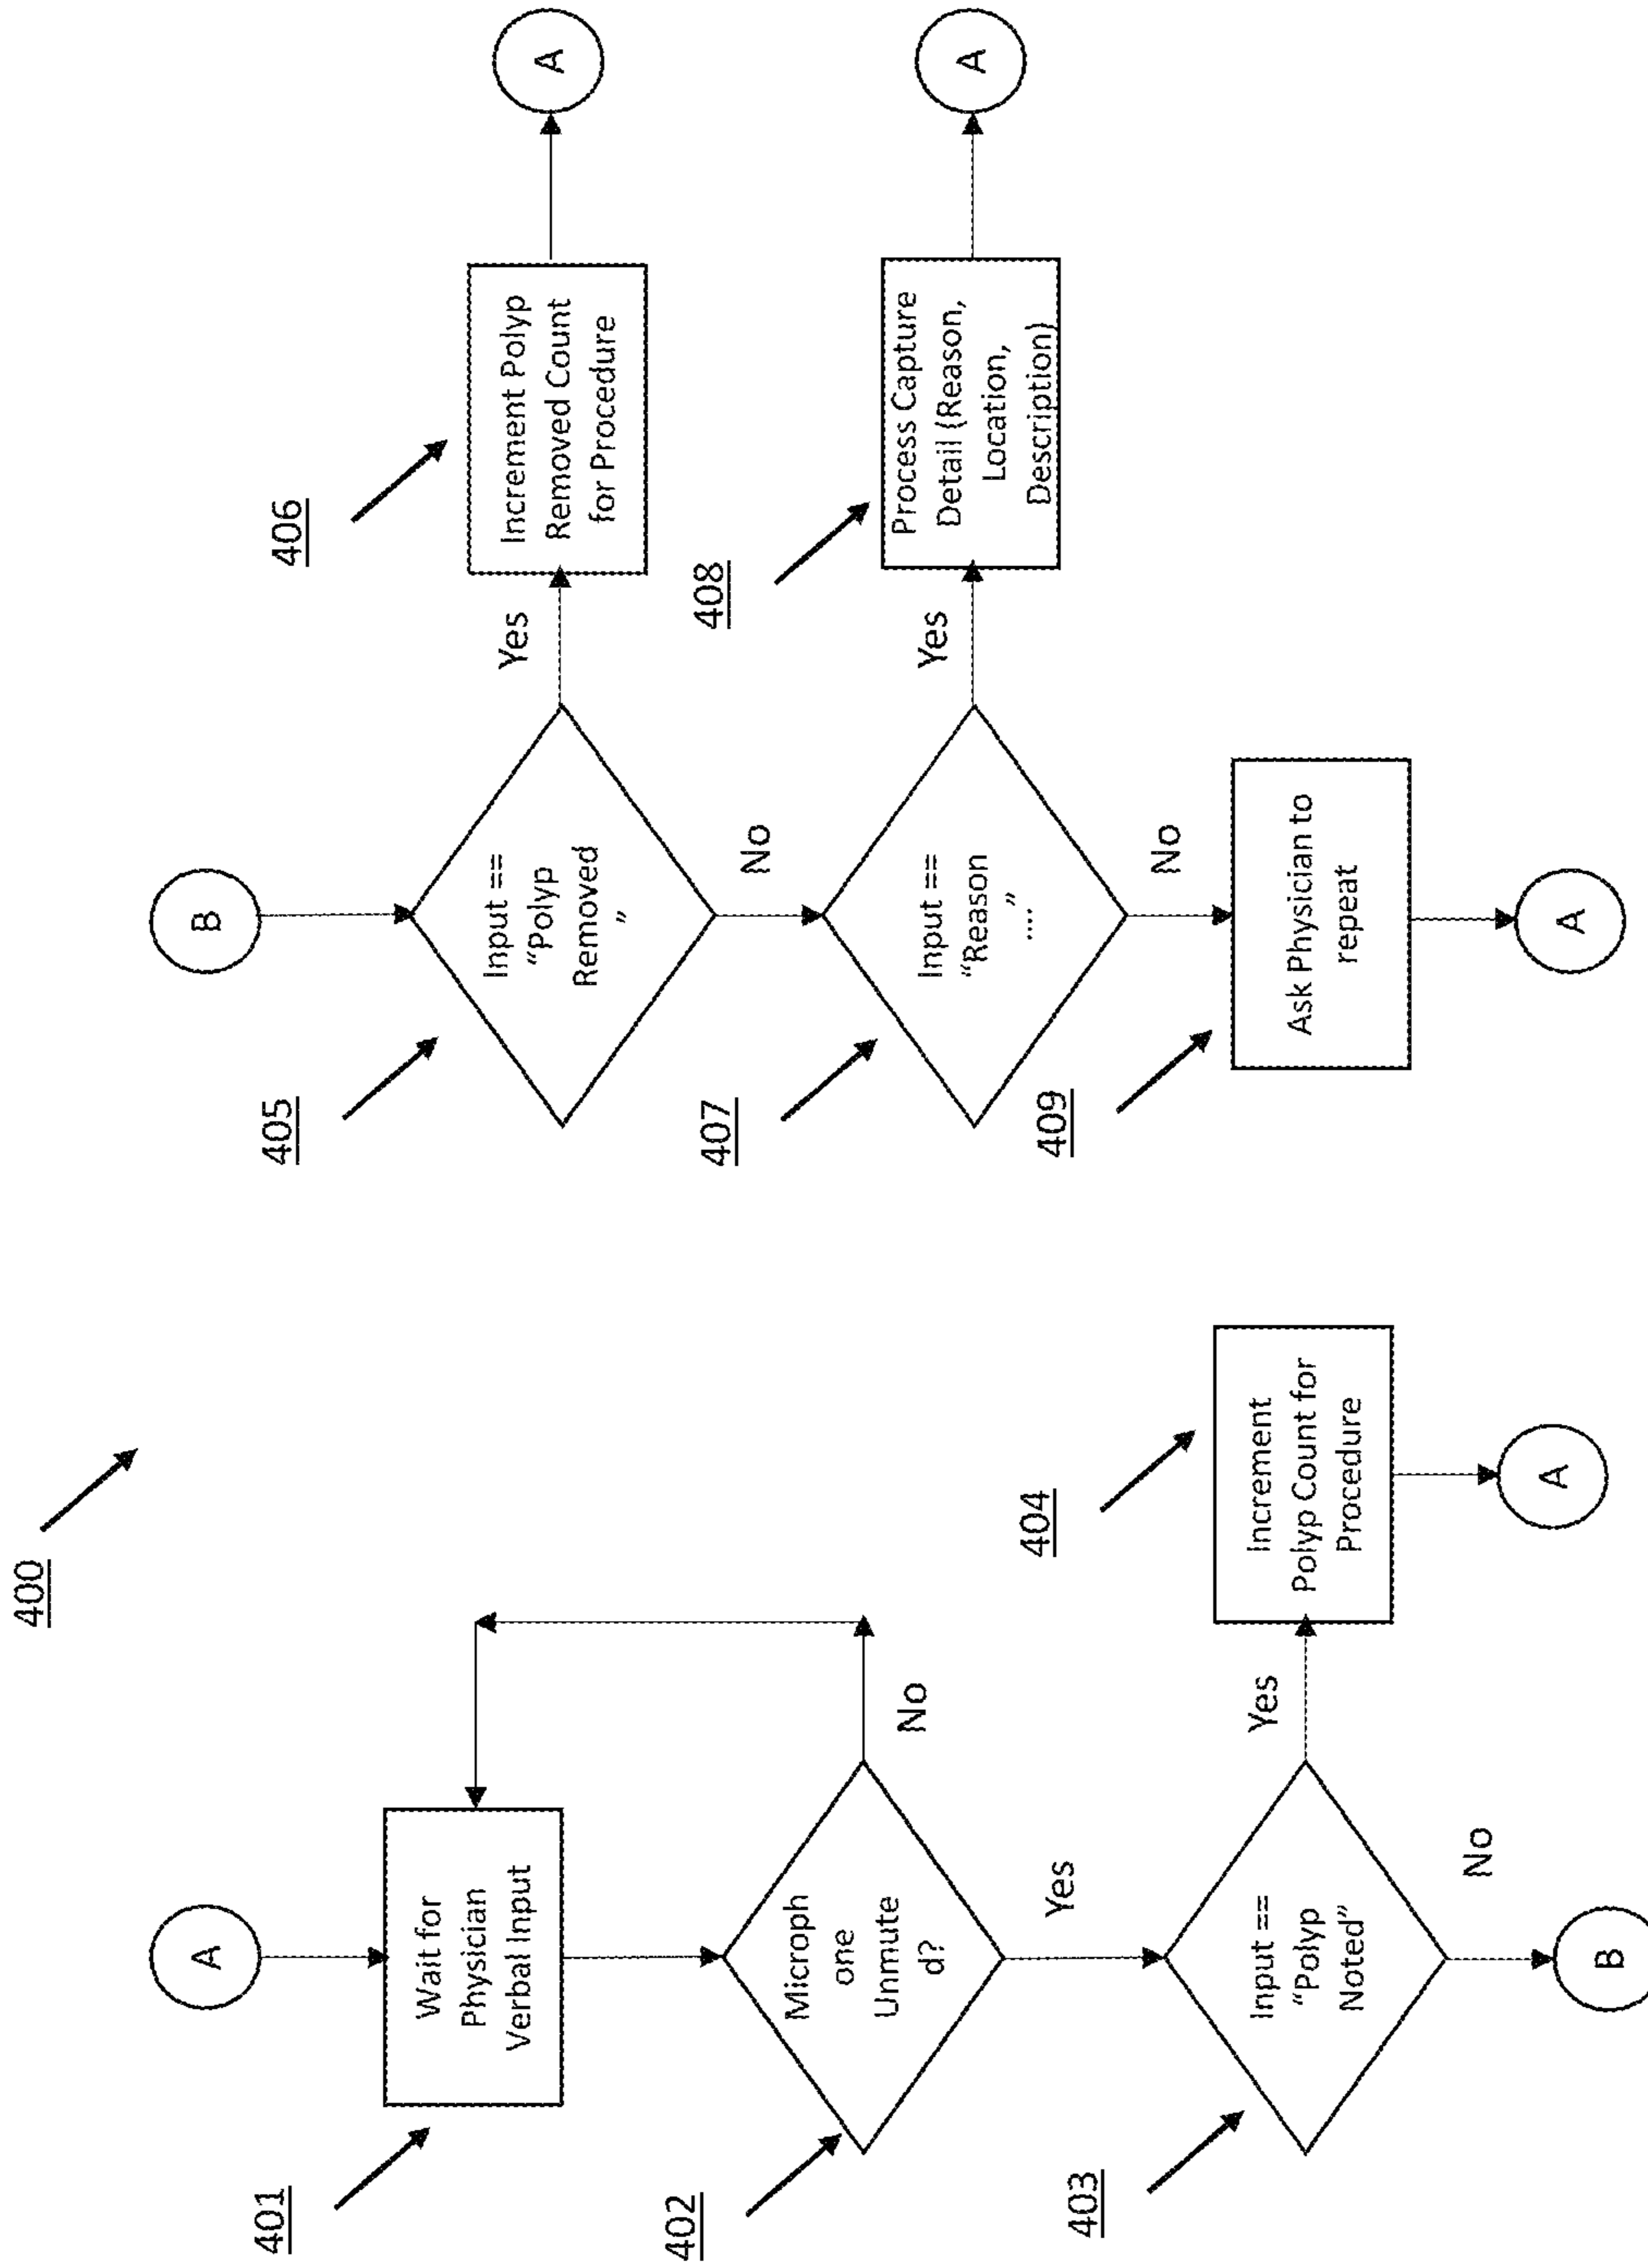 400
A
401
Wait for
Physician
Verbal Input
402
Microph
one
Unmute
d?
No
Yes
403
Input ==
“Polyp
Noted”
Yes
404
Increment
Polyp Count for
Procedure
A
No
B
B
405
Input ==
“Polyp
Removed
”
Yes
406
Increment Polyp
Removed Count
for Procedure
A
No
407
Input ==
“Reason
....”
Yes
408
Process Capture
Detail (Reason,
Location,
Description)
A
No
409
Ask Physician to
repeat
A